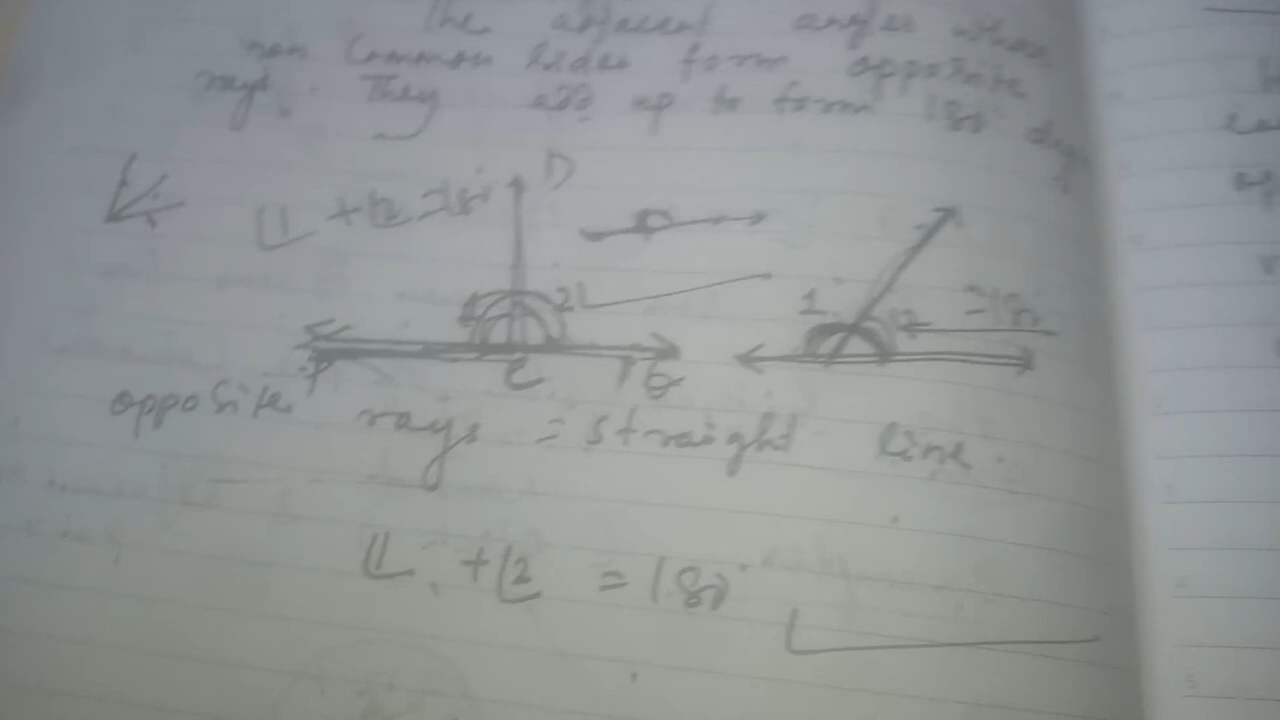 The adjacent angles whose
non common sides form opposite
rays. They add up to form 180
∠1 + ∠2 = 180
D
2
1 2 = 180
P C Q
opposite rays = straight line.
∠1 + ∠2 = 180°